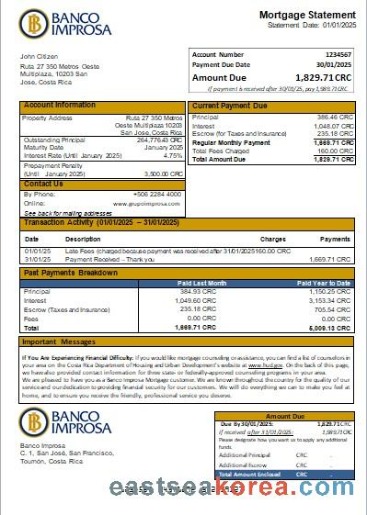 BANCO
IMPROSA
Mortgage Statement
Statement Date: 01/01/2025
John Citizen
Ruta 27 350 Metros Oeste
Multiplaza, 10203 San
José, Costa Rica
Account Number 1234567
Payment Due Date 30/01/2025
Amount Due 1,829.71 CRC
If payment is received after 30/01/25, pay 1,989.71 CRC
Account Information
Property Address Ruta 27 350 Metros
Oeste Multiplaza 10203
San José, Costa Rica
Outstanding Principal 264,776.43 CRC
Maturity Date January 2025
Interest Rate (Until January 2025) 4.75%
Prepayment Penalty
(Until January 2025) 3,500.00 CRC
Contact Us
By Phone: +506 2284 4000
Online: www.grupoimprosa.com
See back for mailing addresses
Current Payment Due
Principal 386.46 CRC
Interest 1,048.07 CRC
Escrow (for Taxes and Insurance) 235.18 CRC
Regular Monthly Payment 1,669.71 CRC
Total Fees Charged 160.00 CRC
Total Amount Due 1,829.71 CRC
Transaction Activity (01/01/2025 – 31/01/2025)
Date Description Charges Payments
01/01/25 Late Fees (charged because payment was received after 31/01/2025 160.00 CRC
31/01/25 Payment Received – Thank you 1,669.71 CRC
Past Payments Breakdown
Paid Last Month Paid Year to Date
Principal 384.93 CRC 1,150.25 CRC
Interest 1,049.60 CRC 3,153.34 CRC
Escrow (Taxes and Insurance) 235.18 CRC 705.54 CRC
Fees 0.00 CRC 0.00 CRC
Total 1,669.71 CRC 5,009.13 CRC
Important Messages
If You Are Experiencing Financial Difficulty: If you would like mortgage counseling or assistance, you can find a list of counselors in
your area on the Costa Rica Department of Housing and Urban Development's website at www.hud.gov. On the back of this page,
we have also provided contact information for three state or federally-approved counseling programs in your area.
We are pleased to have you as a Banco Improsa Mortgage customer. We are known throughout the country for the quality of our
service and our dedication to providing financial security for our customers. We will do everything we can to make you feel at
home, and to ensure you receive the friendly, professional service you deserve.
BANCO
IMPROSA
Banco Improsa
C. 1, San José, San Francisco,
Tournón, Costa Rica
Amount Due
Due By 30/01/2025: 1,829.71 CRC
If received after 31/01/2025: 1,989.71 CRC
Please designate how you want us to apply any additional
funds.
Additional Principal CRC
Additional Escrow CRC
Total Amount Enclosed CRC
eastseakorea.com